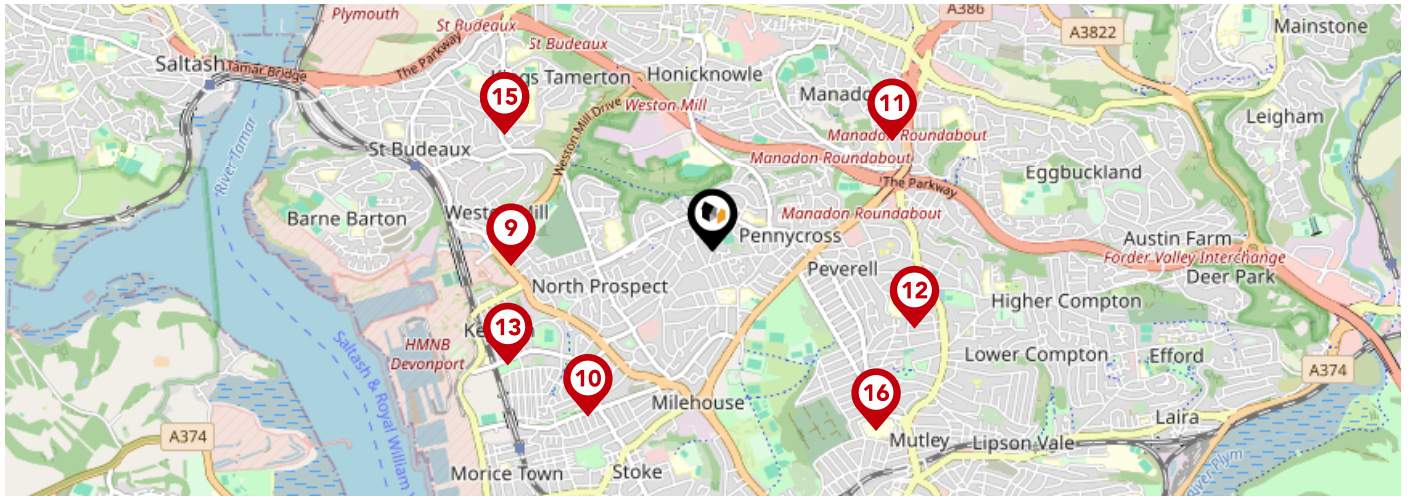 Plymouth
A386
St Budeaux
A3822
Mainstone
St Budeaux
The Parkway
Saltash
Tamar Bridge
Kings Tamerton
Honicknowle
15
Manadon
11
Weston Mill
Leigham
Weston Mill Drive
Manadon Roundabout
River Tamar
St Budeaux
Manadon Roundabout
Eggbuckland
The Parkway
Barne Barton
Weston Mill
Manadon Roundabout
9
Pennycross
Austin Farm
Forder Valley Interchange
Peverell
Deer Park
North Prospect
12
Higher Compton
13
HMNB
Devonport
Saltash & Royal William
Lower Compton
Efford
A374
10
16
Milehouse
Laira
A374
Mutley
Lipson Vale
Morice Town
Stoke
River Plym